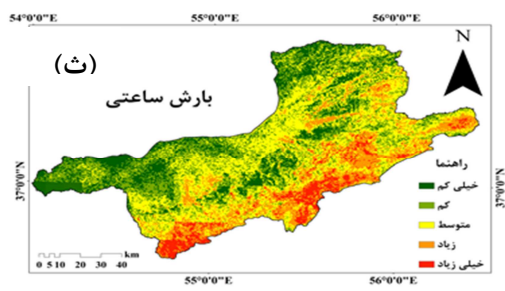 54°0'0"E 55°0'0"E 56°0'0"E
(ث)
بارش ساعتی
N
راهنما
خیلی کم
کم
متوسط
زیاد
خیلی زیاد
37°0'0"N
37°0'0"N
km
0 5 10 20 30 40
55°0'0"E 56°0'0"E